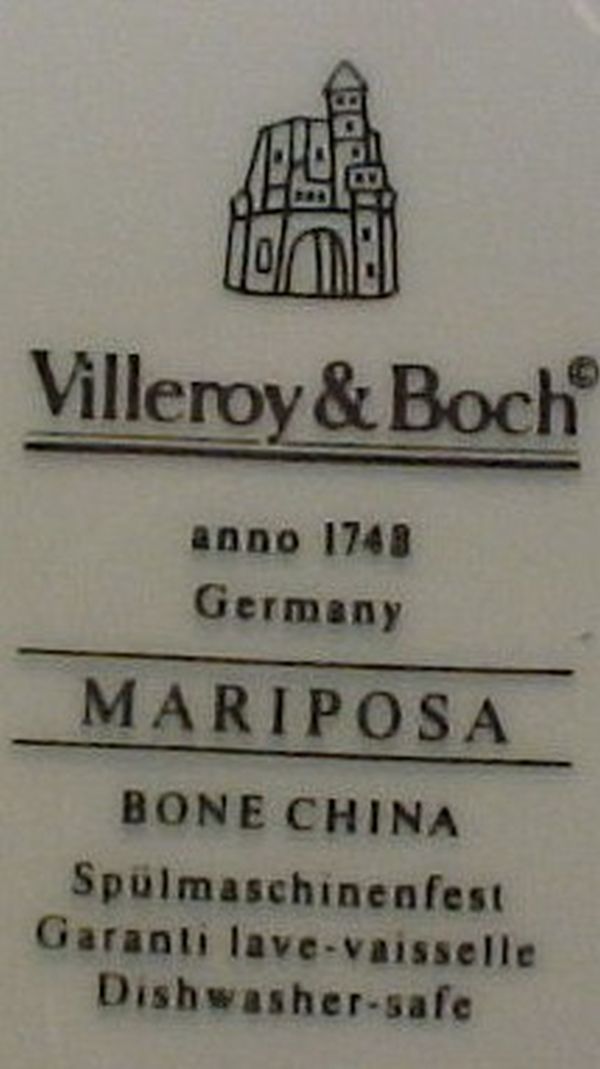 Villeroy & Boch©
anno 1748
Germany
MARIPOSA
BONE CHINA
Spülmaschinenfest
Garanti lave-vaisselle
Dishwasher-safe